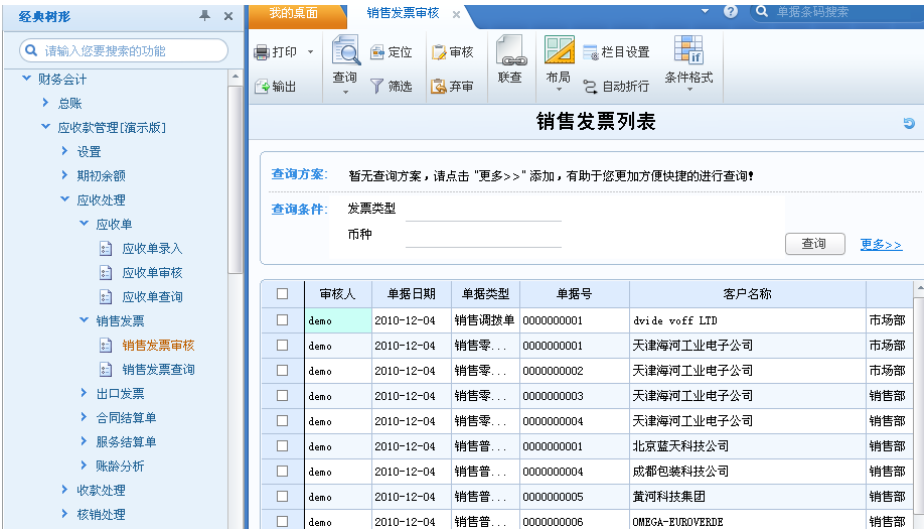 经典树形
请输入您要搜索的功能
财务会计
总账
应收款管理[演示版]
设置
期初余额
应收处理
应收单
应收单录入
应收单审核
应收单查询
销售发票
销售发票审核
销售发票查询
出口发票
合同结算单
服务结算单
账龄分析
收款处理
核销处理
我的桌面 销售发票审核 单据条码搜索
打印 查询 定位 审核 联查 布局 栏目设置 条件格式
输出 筛选 弃审 自动折行
销售发票列表
查询方案: 暂无查询方案，请点击 "更多>>" 添加，有助于您更加方便快捷的进行查询!
查询条件: 发票类型
币种
查询 更多>>
审核人 单据日期 单据类型 单据号 客户名称
demo 2010-12-04 销售调拨单 0000000001 dvide voff LTD 市场部
demo 2010-12-04 销售零... 0000000001 天津海河工业电子公司 市场部
demo 2010-12-04 销售零... 0000000002 天津海河工业电子公司 市场部
demo 2010-12-04 销售零... 0000000003 天津海河工业电子公司 销售部
demo 2010-12-04 销售零... 0000000004 天津海河工业电子公司 销售部
demo 2010-12-04 销售普... 0000000001 北京蓝天科技公司 销售部
demo 2010-12-04 销售普... 0000000004 成都包装科技公司 销售部
demo 2010-12-04 销售普... 0000000005 黄河科技集团 销售部
demo 2010-12-04 销售普... 0000000006 OMEGA-EUROVERDE 销售部